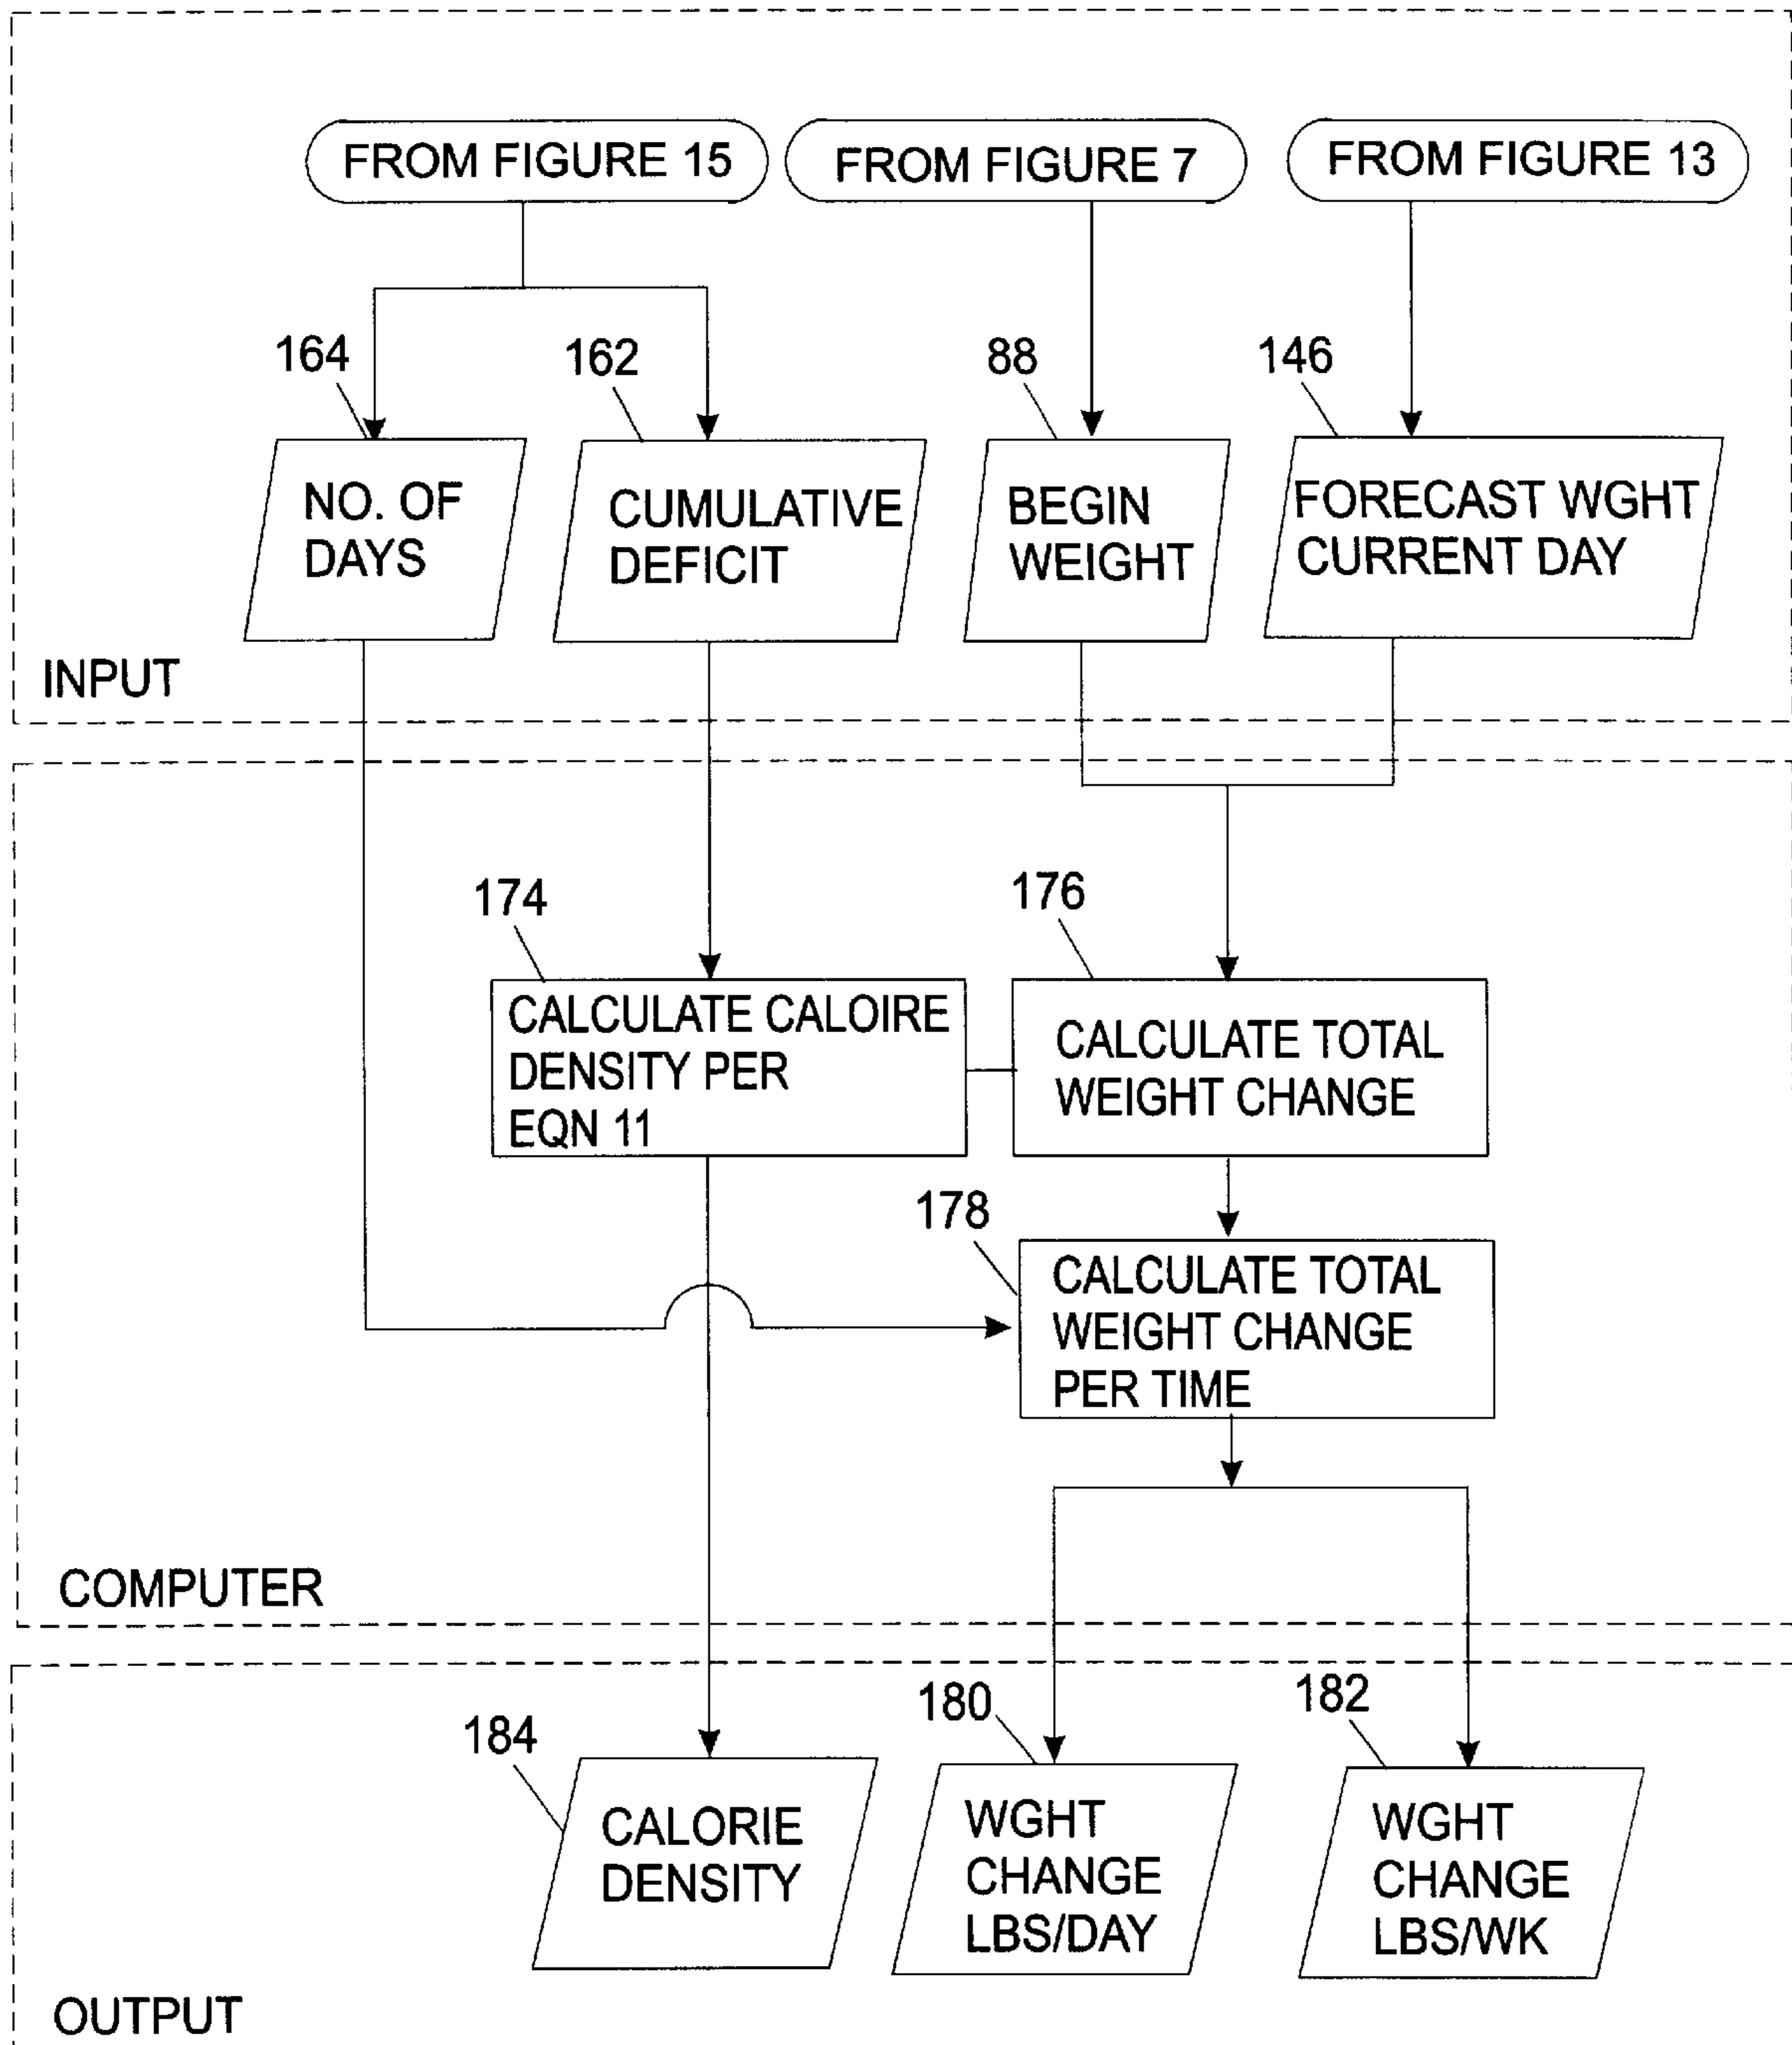 FROM FIGURE 15
FROM FIGURE 7
FROM FIGURE 13
164
162
88
146
NO. OF
DAYS
CUMULATIVE
DEFICIT
BEGIN
WEIGHT
FORECAST WGHT
CURRENT DAY
INPUT
174
176
CALCULATE CALOIRE
DENSITY PER
EQN 11
CALCULATE TOTAL
WEIGHT CHANGE
178
CALCULATE TOTAL
WEIGHT CHANGE
PER TIME
COMPUTER
184
180
182
CALORIE
DENSITY
WGHT
CHANGE
LBS/DAY
WGHT
CHANGE
LBS/WK
OUTPUT